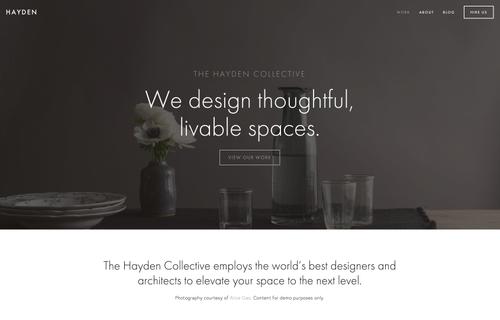 HAYDEN
WORK ABOUT BLOG HIRE US
THE HAYDEN COLLECTIVE
We design thoughtful,
livable spaces.
VIEW OUR WORK
The Hayden Collective employs the world's best designers and
architects to elevate your space to the next level.
Photography courtesy of Alice Gao. Content for demo purposes only.